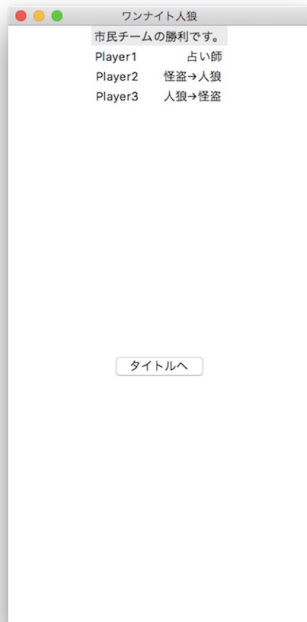 ワンナイト人狼
市民チームの勝利です。
Player1 占い師
Player2 怪盗→人狼
Player3 人狼→怪盗
タイトルへ